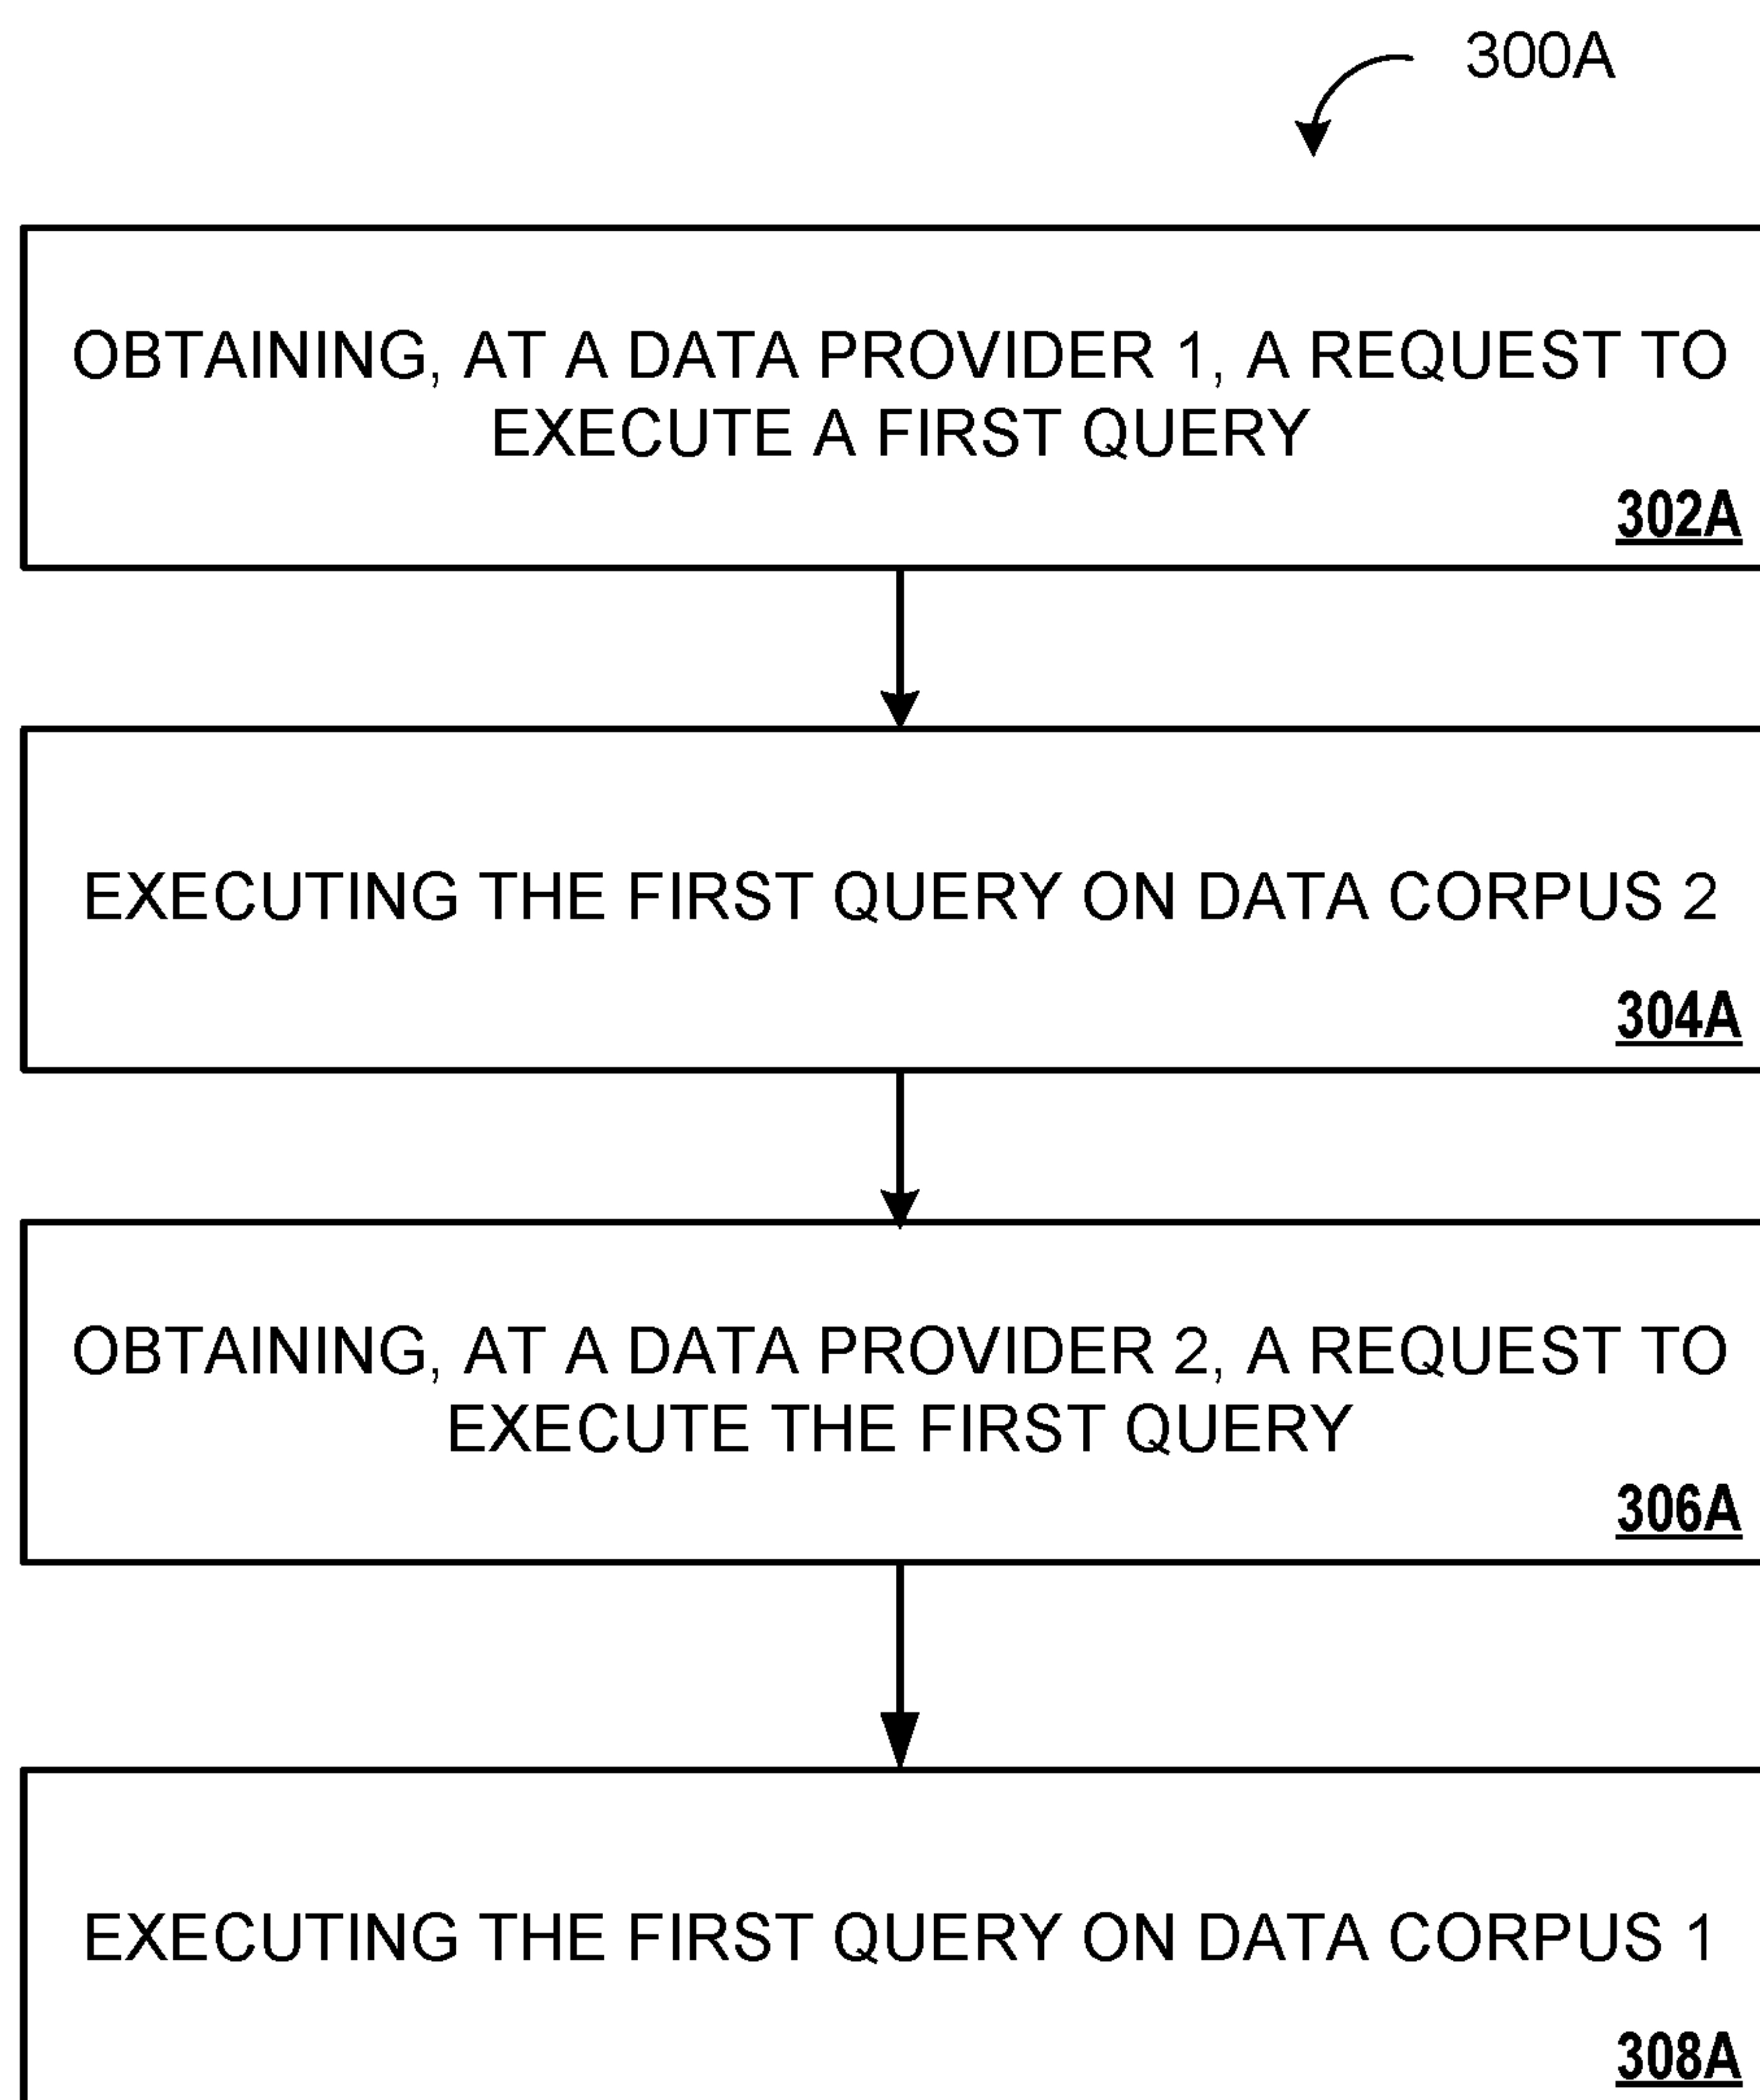 300A
OBTAINING, AT A DATA PROVIDER 1, A REQUEST TO
EXECUTE A FIRST QUERY
302A
EXECUTING THE FIRST QUERY ON DATA CORPUS 2
304A
OBTAINING, AT A DATA PROVIDER 2, A REQUEST TO
EXECUTE THE FIRST QUERY
306A
EXECUTING THE FIRST QUERY ON DATA CORPUS 1
308A